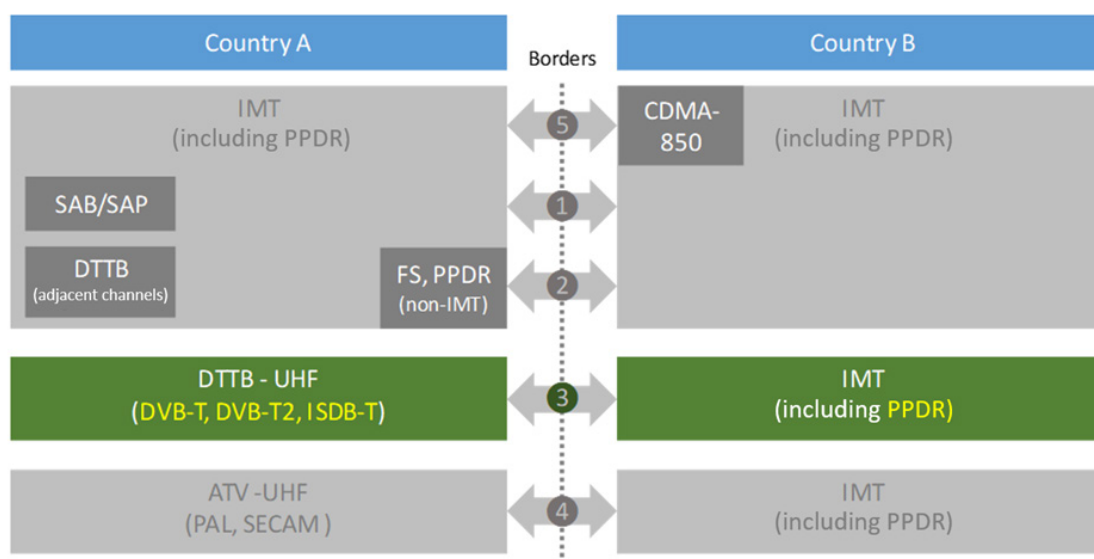 Country A
Borders
Country B
IMT
(including PPDR)
5
CDMA-
850
IMT
(including PPDR)
SAB/SAP
1
DTTB
(adjacent channels)
FS, PPDR
(non-IMT)
2
DTTB - UHF
(DVB-T, DVB-T2, ISDB-T)
3
IMT
(including PPDR)
ATV -UHF
(PAL, SECAM )
4
IMT
(including PPDR)